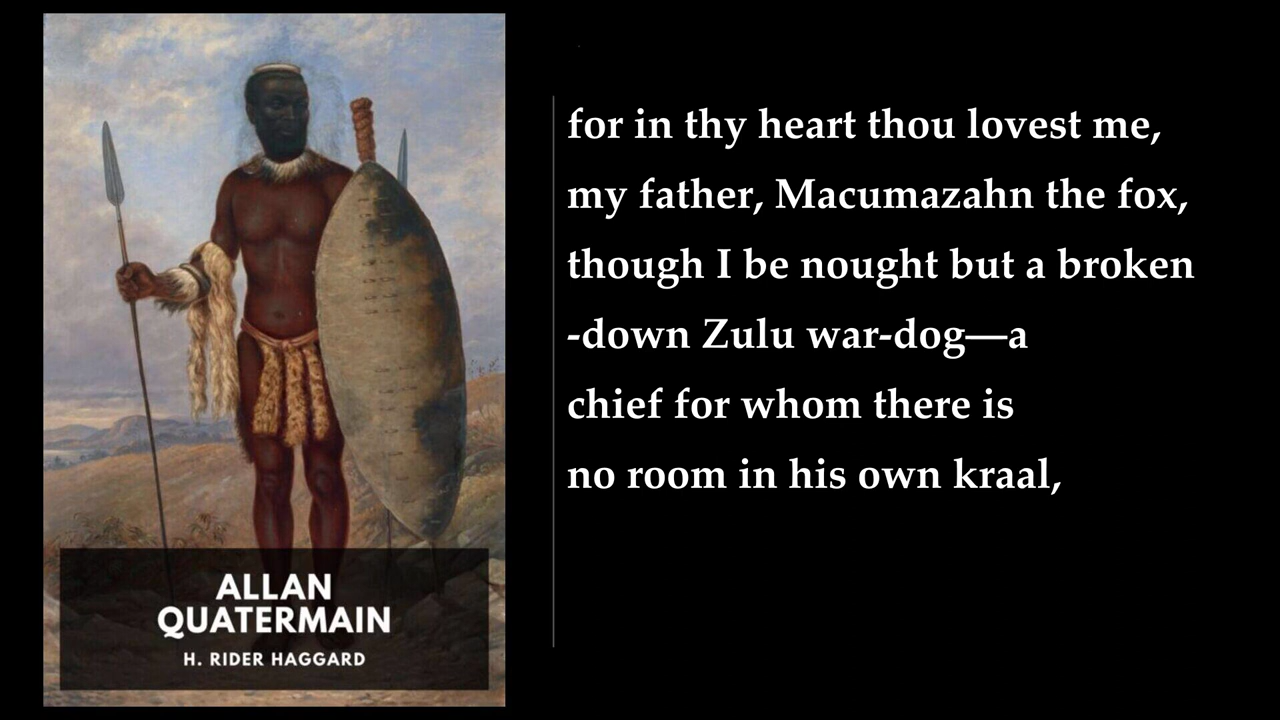 for in thy heart thou lovest me,
my father, Macumazahn the fox,
though I be nought but a broken
-down Zulu war-dog—a
chief for whom there is
no room in his own kraal,
ALLAN
QUATERMAIN
H. RIDER HAGGARD